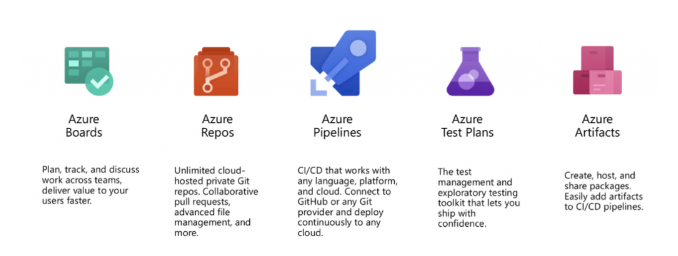 Azure
Boards
Plan, track, and discuss
work across teams,
deliver value to your
users faster.
Azure
Repos
Unlimited cloud-
hosted private Git
repos. Collaborative
pull requests,
advanced file
management, and
more.
Azure
Pipelines
CI/CD that works with
any language, platform,
and cloud. Connect to
GitHub or any Git
provider and deploy
continuously to any
cloud.
Azure
Test Plans
The test
management and
exploratory testing
toolkit that lets you
ship with
confidence.
Azure
Artifacts
Create, host, and
share packages.
Easily add artifacts
to CI/CD pipelines.